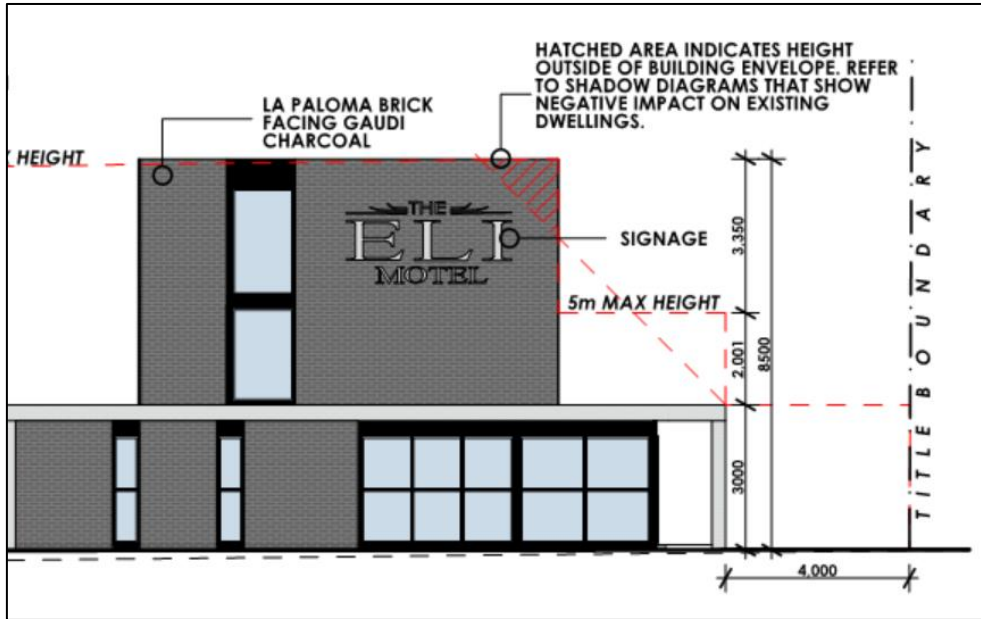 HATCHED AREA INDICATES HEIGHT
OUTSIDE OF BUILDING ENVELOPE. REFER
TO SHADOW DIAGRAMS THAT SHOW
NEGATIVE IMPACT ON EXISTING
DWELLINGS.
LA PALOMA BRICK
FACING GAUDI
CHARCOAL
HEIGHT
THE
ELI
MOTEL
SIGNAGE
5m MAX HEIGHT
3,350
2,001
8500
3000
4,000
TITLE BOUNDARY